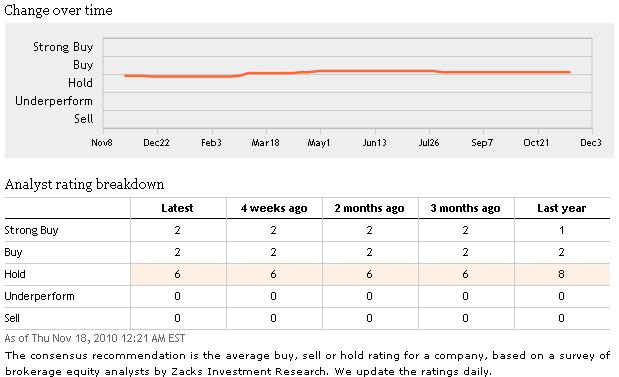 Change over time
Strong Buy
Buy
Hold
Underperform
Sell
Nov8 Dec22 Feb3 Mar18 May1 Jun13 Jul26 Sep7 Oct21 Dec3
Analyst rating breakdown
Latest 4 weeks ago 2 months ago 3 months ago Last year
Strong Buy 2 2 2 2 1
Buy 2 2 2 2 2
Hold 6 6 6 6 8
Underperform 0 0 0 0 0
Sell 0 0 0 0 0
As of Thu Nov 18, 2010 12:21 AM EST
The consensus recommendation is the average buy, sell or hold rating for a company, based on a survey of
brokerage equity analysts by Zacks Investment Research. We update the ratings daily.